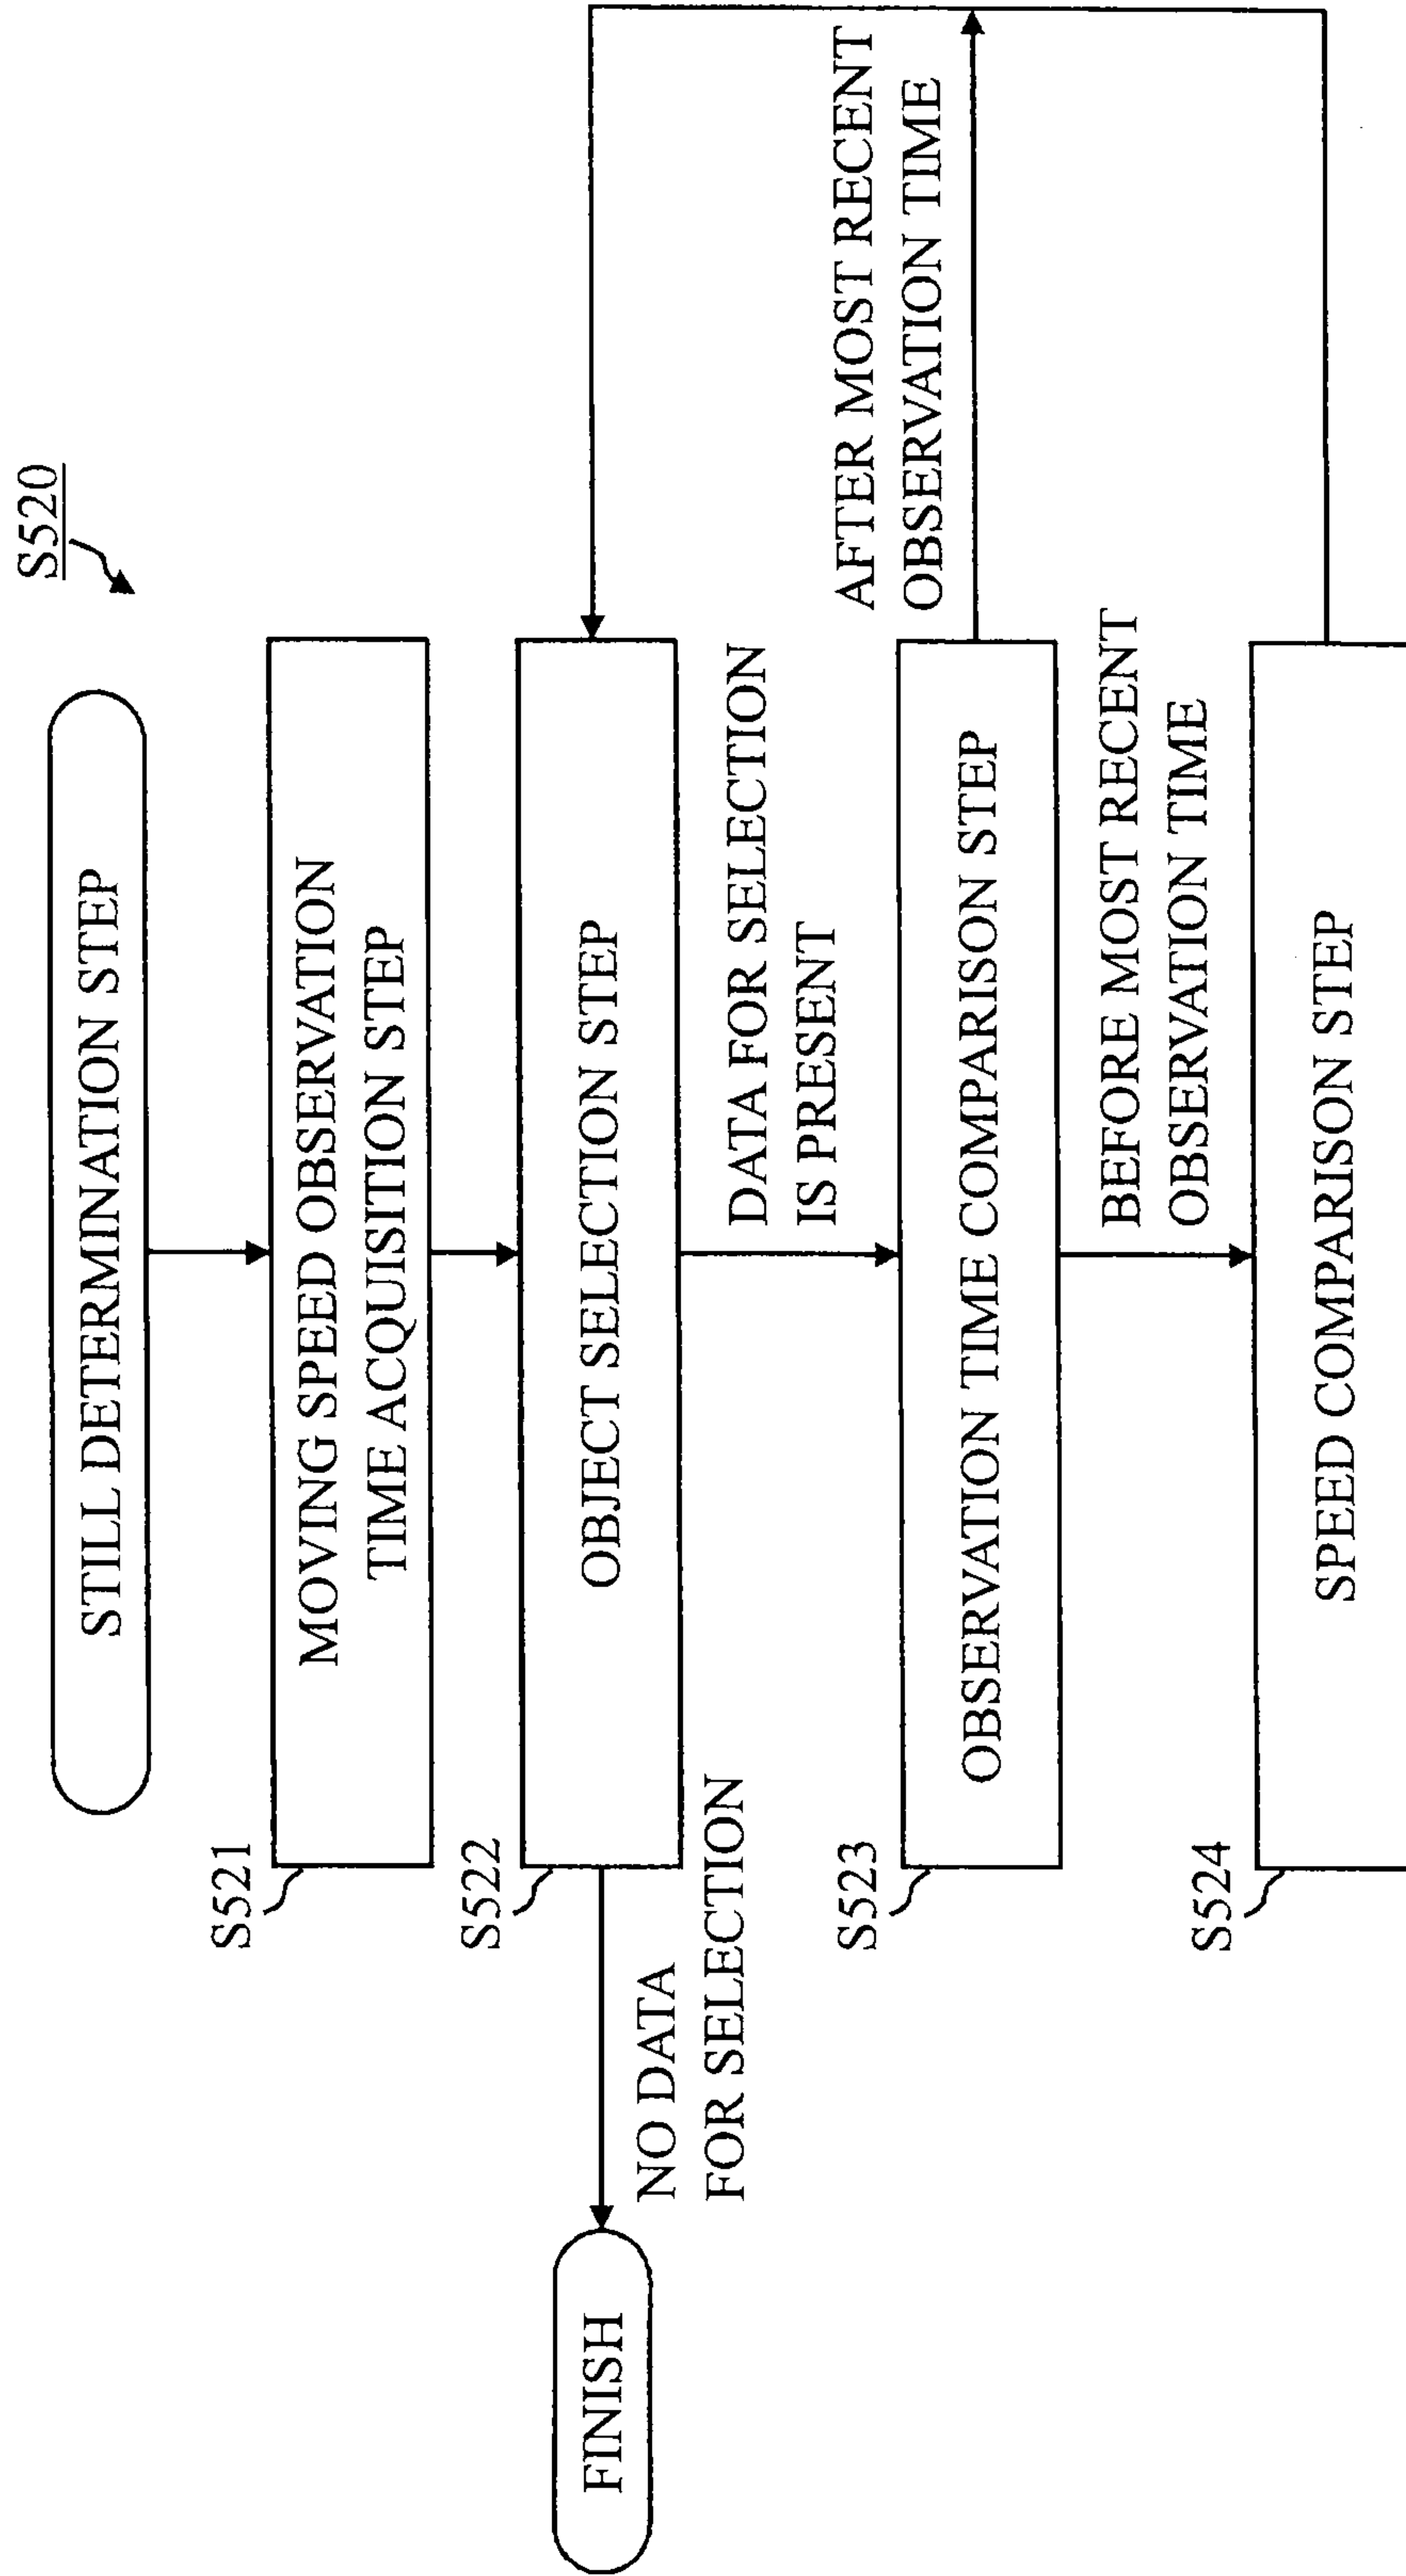 S520
STILL DETERMINATION STEP
S521
MOVING SPEED OBSERVATION
TIME ACQUISITION STEP
S522
OBJECT SELECTION STEP
NO DATA
FOR SELECTION
FINISH
DATA FOR SELECTION
IS PRESENT
S523
OBSERVATION TIME COMPARISON STEP
AFTER MOST RECENT
OBSERVATION TIME
BEFORE MOST RECENT
OBSERVATION TIME
S524
SPEED COMPARISON STEP